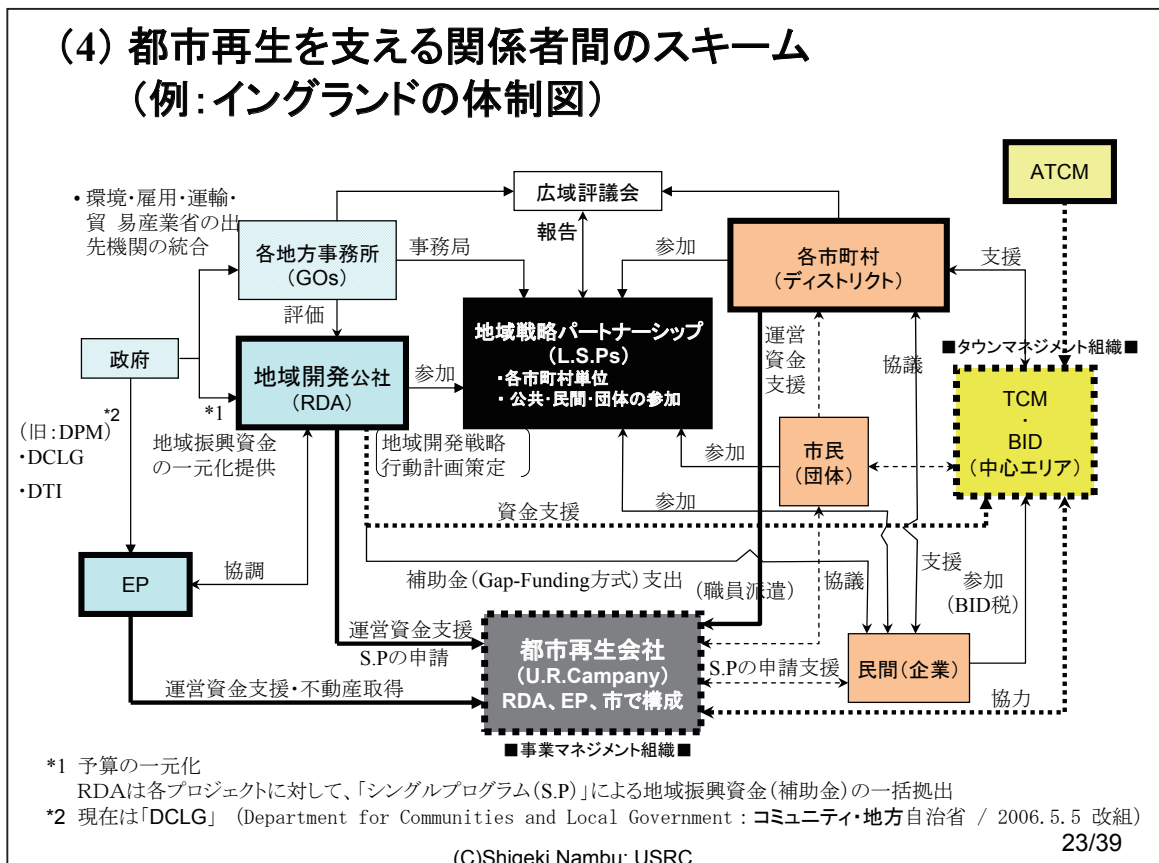 (4) 都市再生を支える関係者間のスキーム
(例:イングランドの体制図)
ATCM
・環境・雇用・運輸・
貿 易産業省の出
先機関の統合
広域評議会
報告
各地方事務所
(GOs)
事務局
参加
各市町村
(ディストリクト)
支援
評価
地域戦略パートナーシップ
(L.S.Ps)
・各市町村単位
・ 公共・民間・団体の参加
運営
資金
支援
協議
■タウンマネジメント組織■
政府
地域開発公社
(RDA)
参加
TCM
・
BID
(中心エリア)
*1
*2
(旧:DPM)
・DCLG
・DTI
地域振興資金
の一元化提供
地域開発戦略
行動計画策定
参加
市民
(団体)
資金支援
参加
EP
協調
補助金(Gap-Funding方式)支出
(職員派遣)
協議
支援
参加
(BID税)
運営資金支援
S.Pの申請
都市再生会社
(U.R.Campany)
RDA、EP、市で構成
S.Pの申請支援
民間(企業)
運営資金支援・不動産取得
協力
■事業マネジメント組織■
*1 予算の一元化
RDAは各プロジェクトに対して、「シングルプログラム(S.P)」による地域振興資金(補助金)の一括拠出
*2 現在は「DCLG」 (Department for Communities and Local Government : コミュニティ・地方自治省 / 2006.5.5 改組)
23/39
(C)Shigeki Nambu; USRC